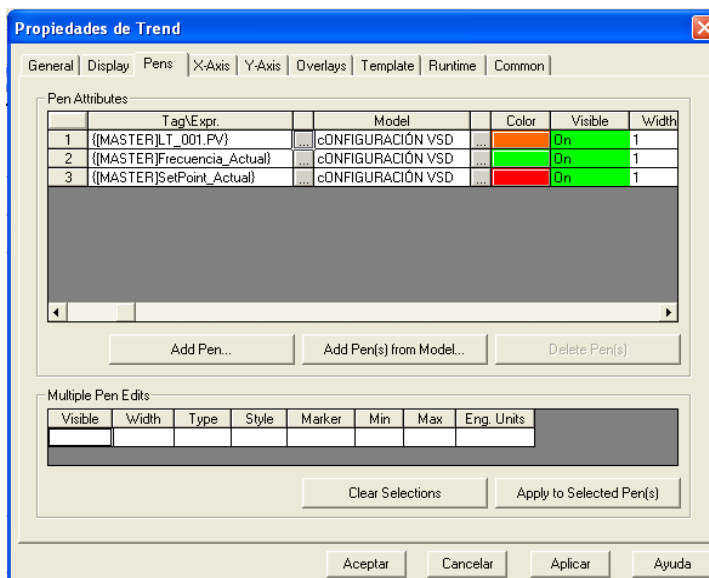 Propiedades de Trend
General Display Pens X-Axis Y-Axis Overlays Template Runtime Common
Pen Attributes
Tag\Expr. Model Color Visible Width
1 {[MASTER]LT_001.PV} ... cONFIGURACIÓN VSD ... On 1
2 {[MASTER]Frecuencia_Actual} ... cONFIGURACIÓN VSD ... On 1
3 {[MASTER]SetPoint_Actual} ... cONFIGURACIÓN VSD ... On 1
Add Pen... Add Pen(s) from Model... Delete Pen(s)
Multiple Pen Edits
Visible Width Type Style Marker Min Max Eng. Units
Clear Selections Apply to Selected Pen(s)
Aceptar Cancelar Aplicar Ayuda